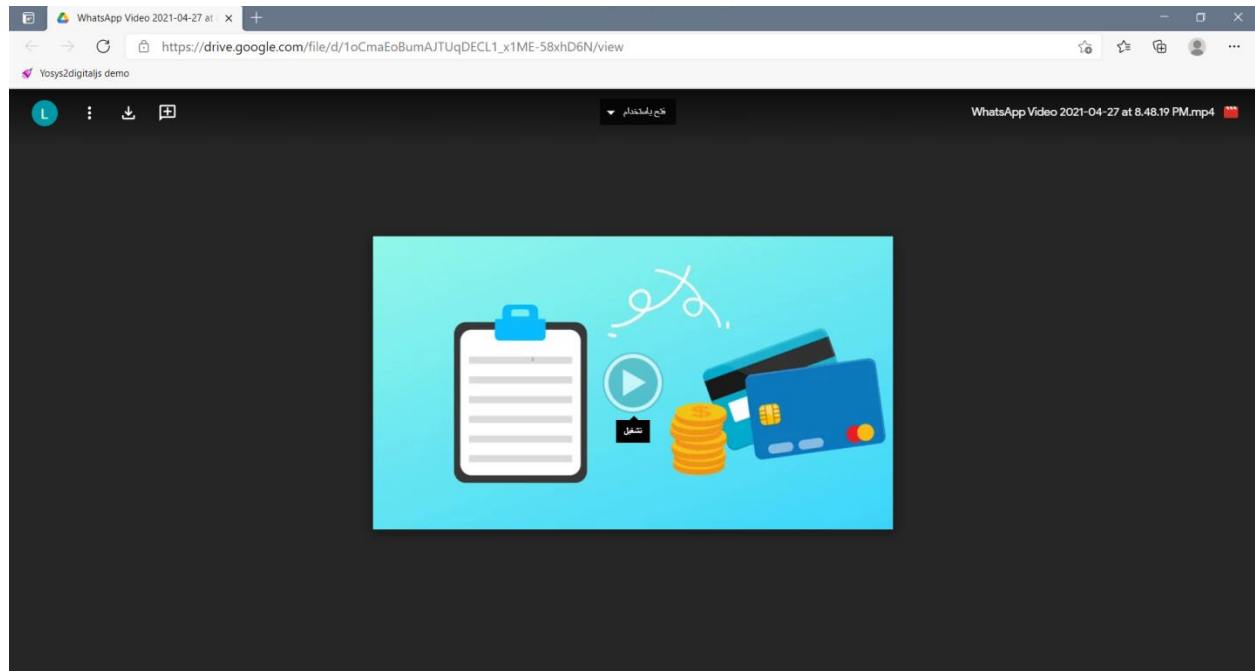 WhatsApp Video 2021-04-27 at
https://drive.google.com/file/d/1oCmaEoBumAJTUqDECL1_x1ME-58xhD6N/view
Yosys2digitaljs demo
L
فتح باستخدام
WhatsApp Video 2021-04-27 at 8.48.19 PM.mp4
$
تشغيل